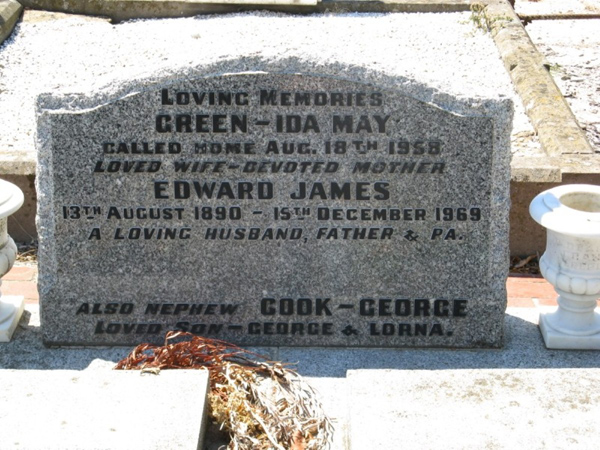 LOVING MEMORIES
GREEN - IDA MAY
CALLED HOME AUG. 18TH 1958
LOVED WIFE - DEVOTED MOTHER
EDWARD JAMES
13TH AUGUST 1890 - 15TH DECEMBER 1969
A LOVING HUSBAND, FATHER & PA.
ALSO NEPHEW COOK - GEORGE
LOVED SON - GEORGE & LORNA.